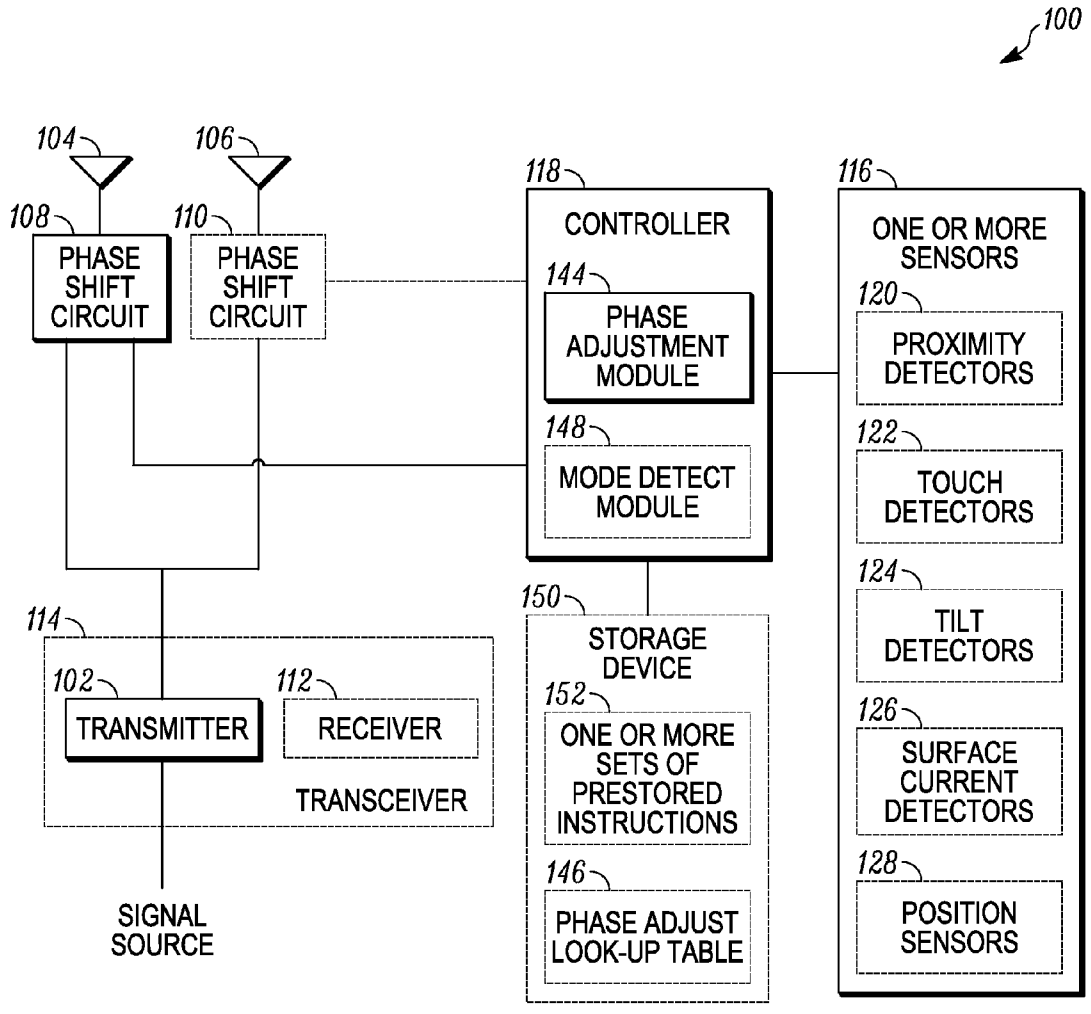 100
104
106
108
PHASE
SHIFT
CIRCUIT
110
PHASE
SHIFT
CIRCUIT
118
CONTROLLER
144
PHASE
ADJUSTMENT
MODULE
148
MODE DETECT
MODULE
116
ONE OR MORE
SENSORS
120
PROXIMITY
DETECTORS
122
TOUCH
DETECTORS
124
TILT
DETECTORS
126
SURFACE
CURRENT
DETECTORS
128
POSITION
SENSORS
114
102
TRANSMITTER
112
RECEIVER
TRANSCEIVER
SIGNAL
SOURCE
150
STORAGE
DEVICE
152
ONE OR MORE
SETS OF
PRESTORED
INSTRUCTIONS
146
PHASE ADJUST
LOOK-UP TABLE